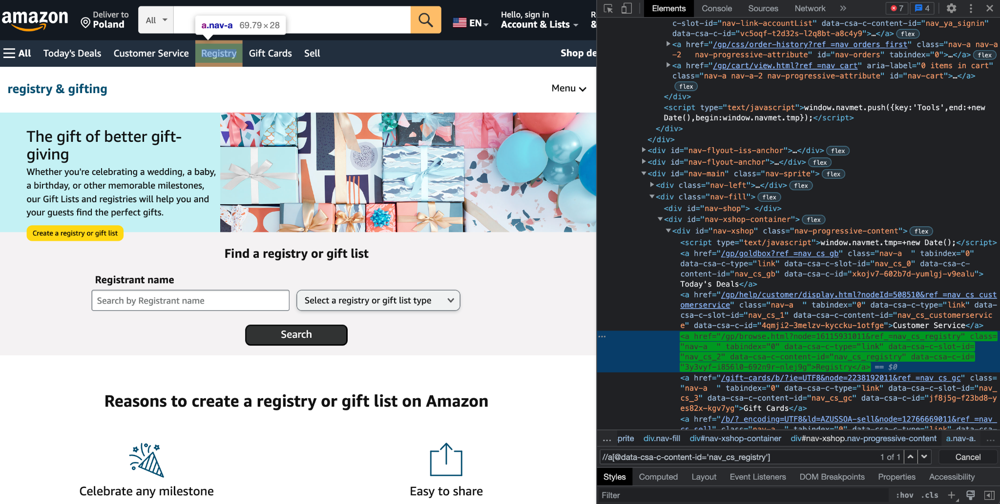 amazon
Deliver to
Poland
All
a.nav-a 69.79×28
EN
Hello, sign in
Account & Lists
R
&
All
Today's Deals
Customer Service
Registry
Gift Cards
Sell
Shop de
registry & gifting
Menu
The gift of better gift-
giving
Whether you're celebrating a wedding, a baby,
a birthday, or other memorable milestones,
our Gift Lists and registries will help you and
your guests find the perfect gifts.
Create a registry or gift list
Find a registry or gift list
Registrant name
Search by Registrant name
Select a registry or gift list type
Search
Reasons to create a registry or gift list on Amazon
Celebrate any milestone
Easy to share
Elements Console Sources Network » 7 4
c-slot-id="nav-link-accountList" data-csa-c-content-id="nav_ya_signin"
data-csa-c-id="vc5oqf-t2d32s-l2q8bt-a8c4y9">…</a> flex
<a href="/gp/css/order-history?ref_=nav_orders_first" class="nav-a nav-a
-2   nav-progressive-attribute" id="nav-orders" tabindex="0">…</a> flex
<a href="/gp/cart/view.html?ref_=nav_cart" aria-label="0 items in cart"
class="nav-a nav-a-2 nav-progressive-attribute" id="nav-cart">…</a>
flex
</div>
<script type="text/javascript">window.navmet.push({key:'Tools',end:+new
Date(),begin:window.navmet.tmp});</script>
</div>
</div>
<div id="nav-flyout-iss-anchor">…</div> flex
<div id="nav-flyout-anchor">…</div> flex
<div id="nav-main" class="nav-sprite"> flex
<div class="nav-left">…</div> flex
<div class="nav-fill"> flex
<div id="nav-shop"> </div>
<div id="nav-xshop-container"> flex
<div id="nav-xshop" class="nav-progressive-content"> flex
<script type="text/javascript">window.navmet.tmp=+new Date();</script>
<a href="/gp/goldbox?ref_=nav_cs_gb" class="nav-a  " tabindex="0"
data-csa-c-type="link" data-csa-c-slot-id="nav_cs_0" data-csa-c-
content-id="nav_cs_gb" data-csa-c-id="xkojv7-602b7d-yumlgj-v9ealu">
Today's Deals</a>
<a href="/gp/help/customer/display.html?nodeId=508510&ref_=nav_cs_cust
omerservice" class="nav-a  " tabindex="0" data-csa-c-type="link" data-
csa-c-slot-id="nav_cs_1" data-csa-c-content-id="nav_cs_customerservic
e" data-csa-c-id="4qmji2-3melzv-kyccku-1otfge">Customer Service</a>
… <a href="/gp/browse.html?node=16115931011&ref_=nav_cs_registry" class=
"nav-a  " tabindex="0" data-csa-c-type="link" data-csa-c-slot-id=
"nav_cs_2" data-csa-c-content-id="nav_cs_registry" data-csa-c-id=
"3y3vyf-i856l0-692n9r-nlej9g">Registry</a> == $0
<a href="/gift-cards/b/?ie=UTF8&node=2238192011&ref_=nav_cs_gc" class=
"nav-a  " tabindex="0" data-csa-c-type="link" data-csa-c-slot-id="nav_
cs_3" data-csa-c-content-id="nav_cs_gc" data-csa-c-id="jf8j5g-f23bd8-y
es82x-kgv7yg">Gift Cards</a>
<a href="/b/?_encoding=UTF8&ld=AZUSSOA-sell&node=12766669011&ref_=nav_
cs_sell" class="nav-a  " tabindex="0" data-csa-c-type="link" data-csa-
… sprite div.nav-fill div#nav-xshop-container div#nav-xshop.nav-progressive-content a.nav-a. …
//a[@data-csa-c-content-id='nav_cs_registry'] 1 of 1 Cancel
Styles Computed Layout Event Listeners DOM Breakpoints Properties Accessibility
Filter :hov .cls